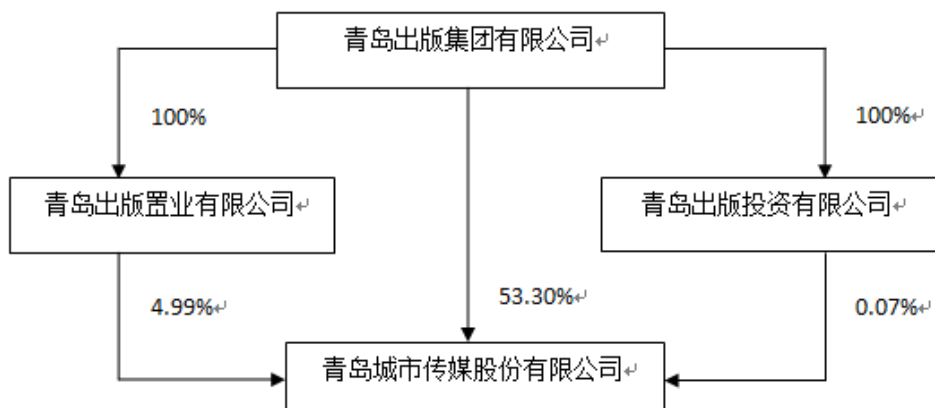 青岛出版集团有限公司
100%
100%
青岛出版置业有限公司
青岛出版投资有限公司
4.99%
53.30%
0.07%
青岛城市传媒股份有限公司